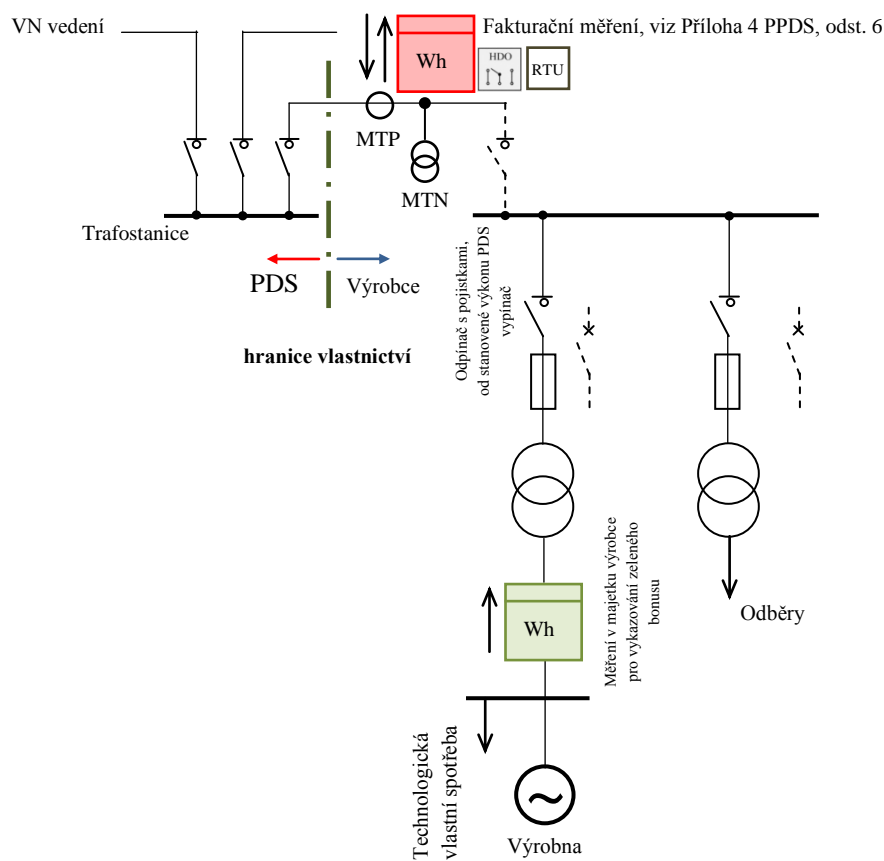 VN vedení
Fakturační měření, viz Příloha 4 PPDS, odst. 6
Wh
HDO
RTU
MTP
MTN
Trafostanice
PDS
Výrobce
hranice vlastnictví
Odpínač s pojistkami,
od stanovené výkonu PDS
vypínač
Měření v majetku výrobce
pro vykazování zeleného
bonusu
Odběry
Wh
Technologická
vlastní spotřeba
Výrobna